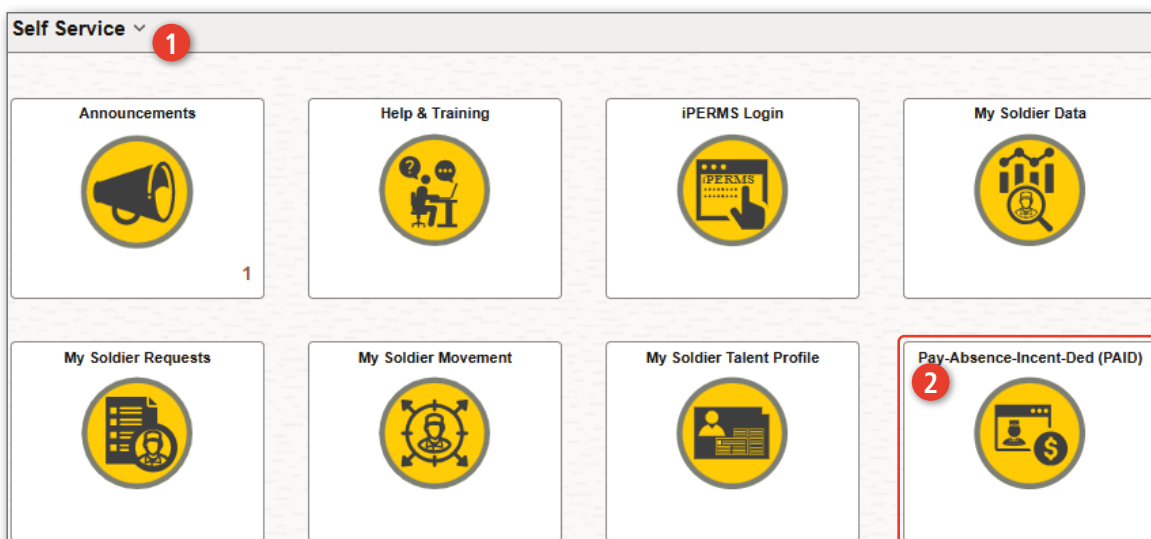 Self Service
1
Announcements
Help & Training
iPERMS Login
My Soldier Data
? ...
iPERMS
1
My Soldier Requests
My Soldier Movement
My Soldier Talent Profile
Pay-Absence-Incent-Ded (PAID)
2
$